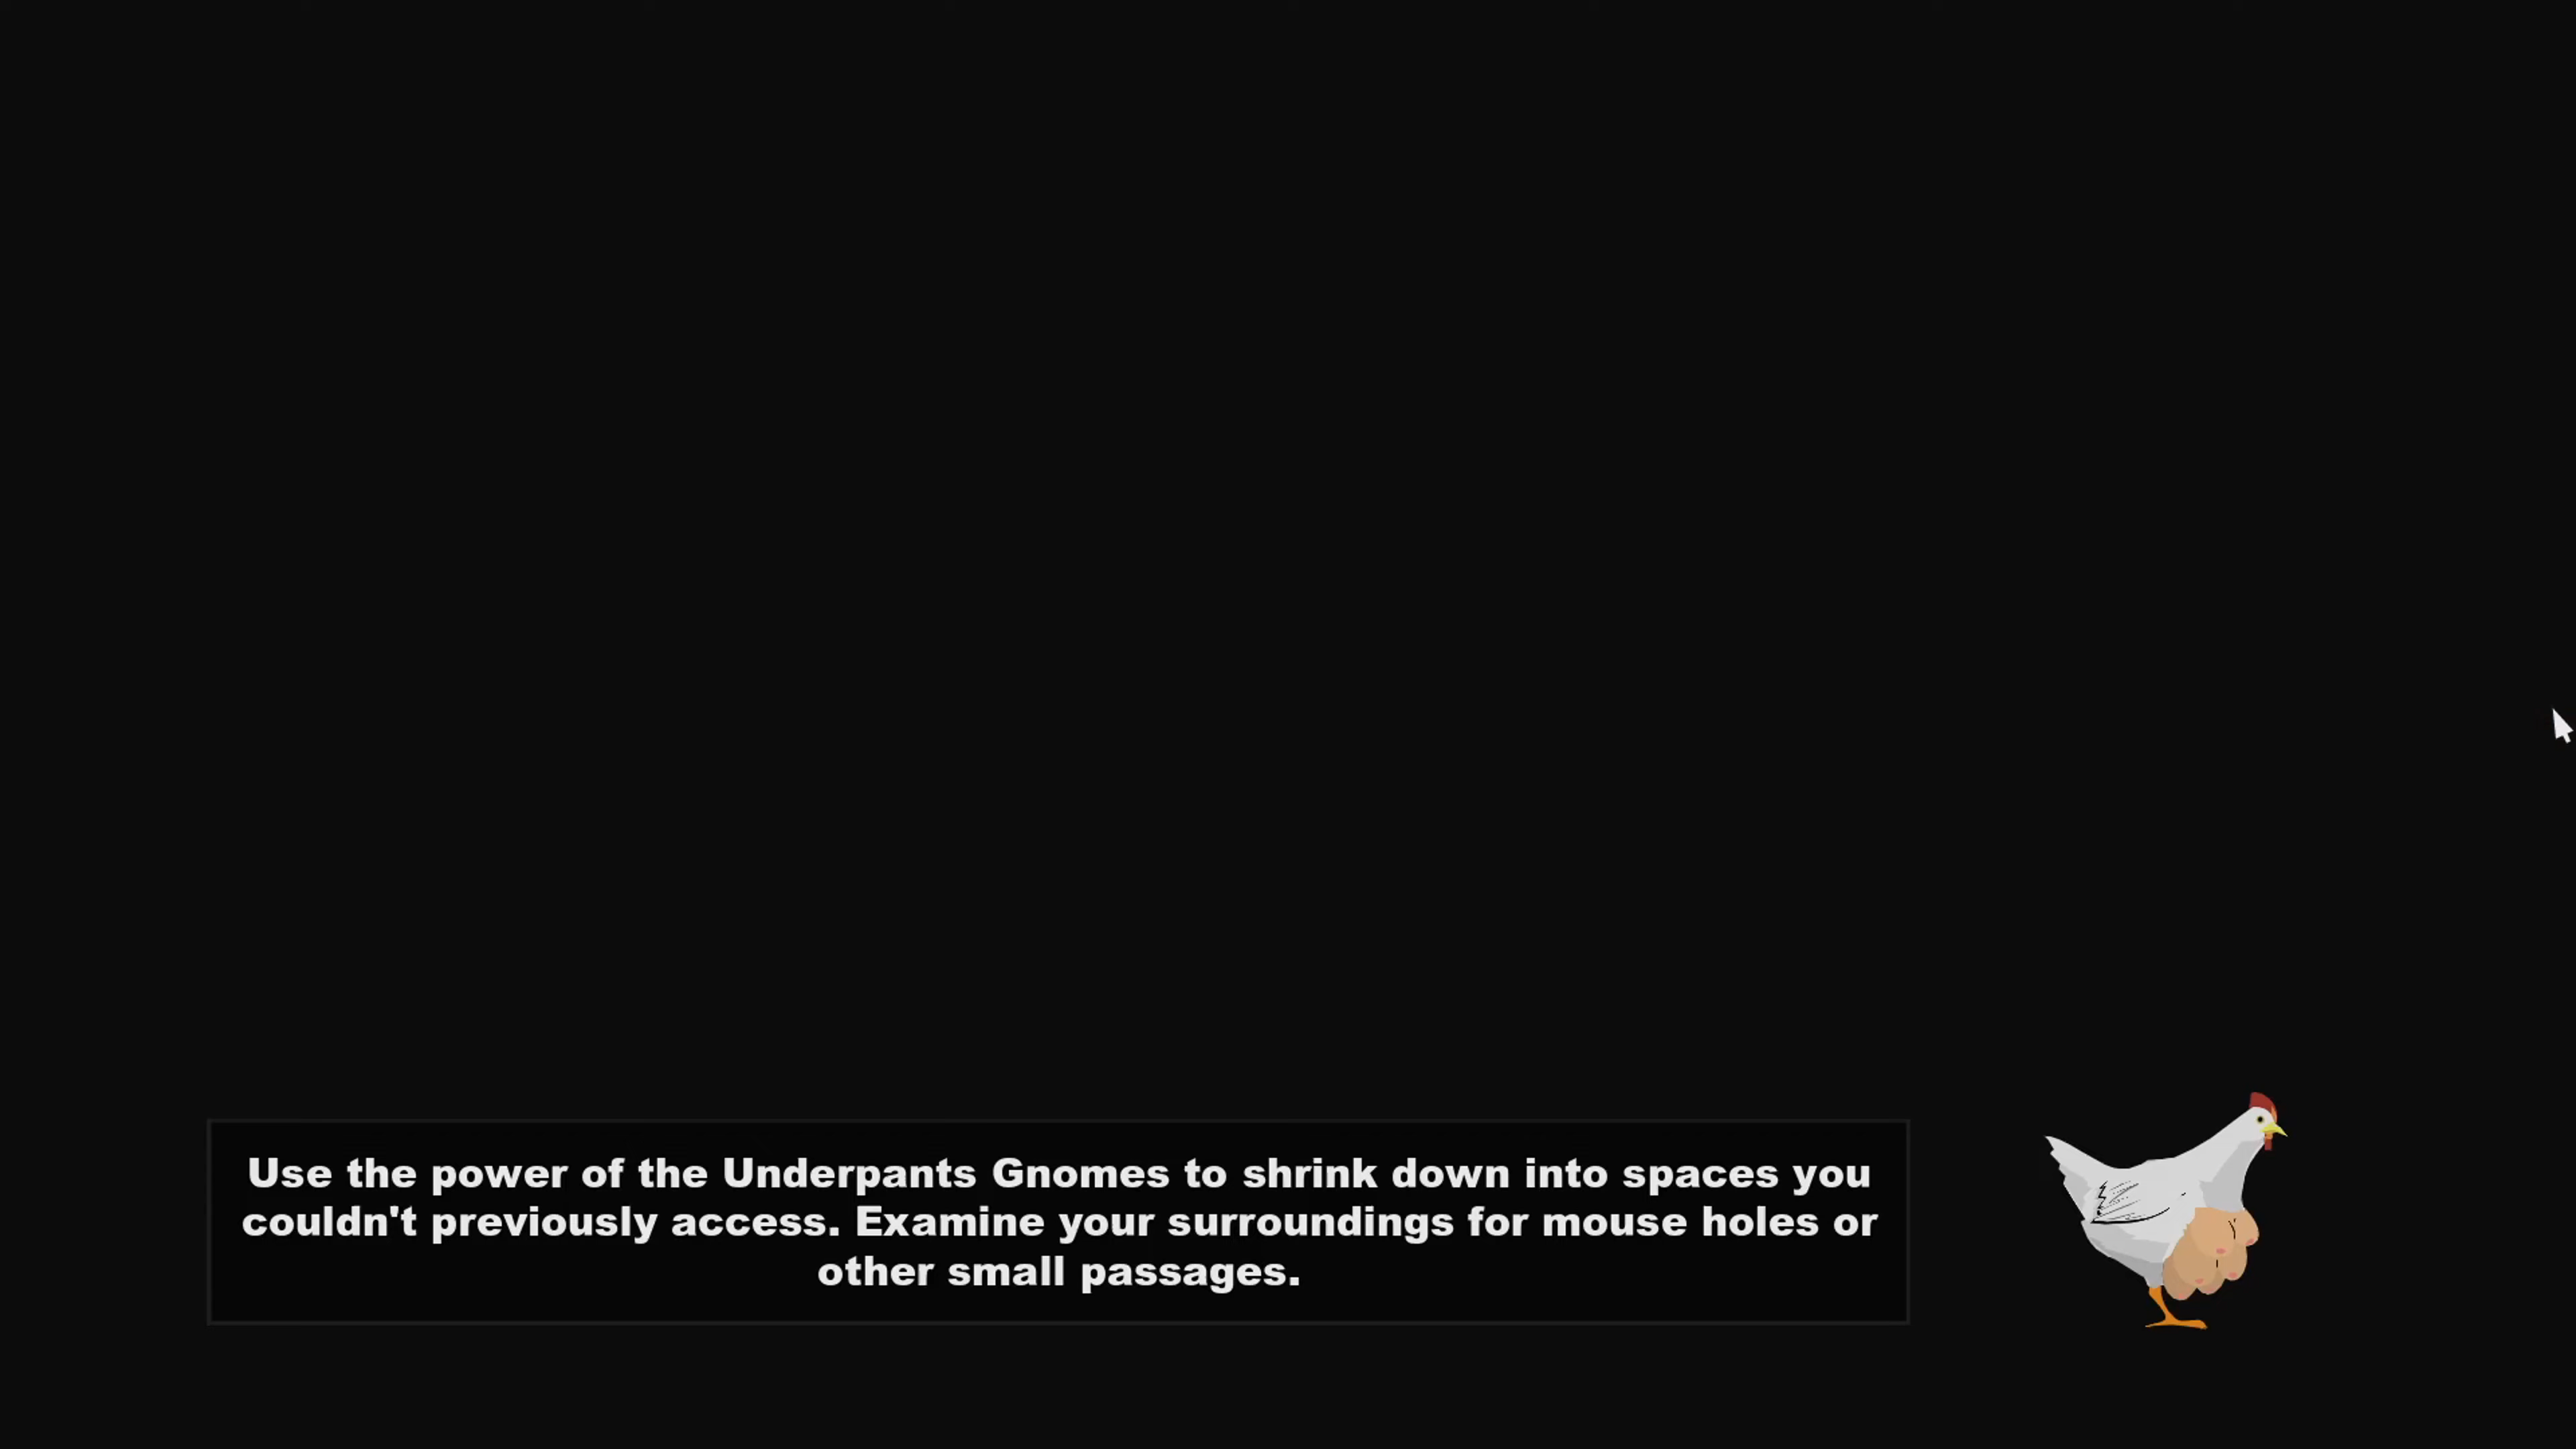 Use the power of the Underpants Gnomes to shrink down into spaces you
couldn't previously access. Examine your surroundings for mouse holes or
other small passages.